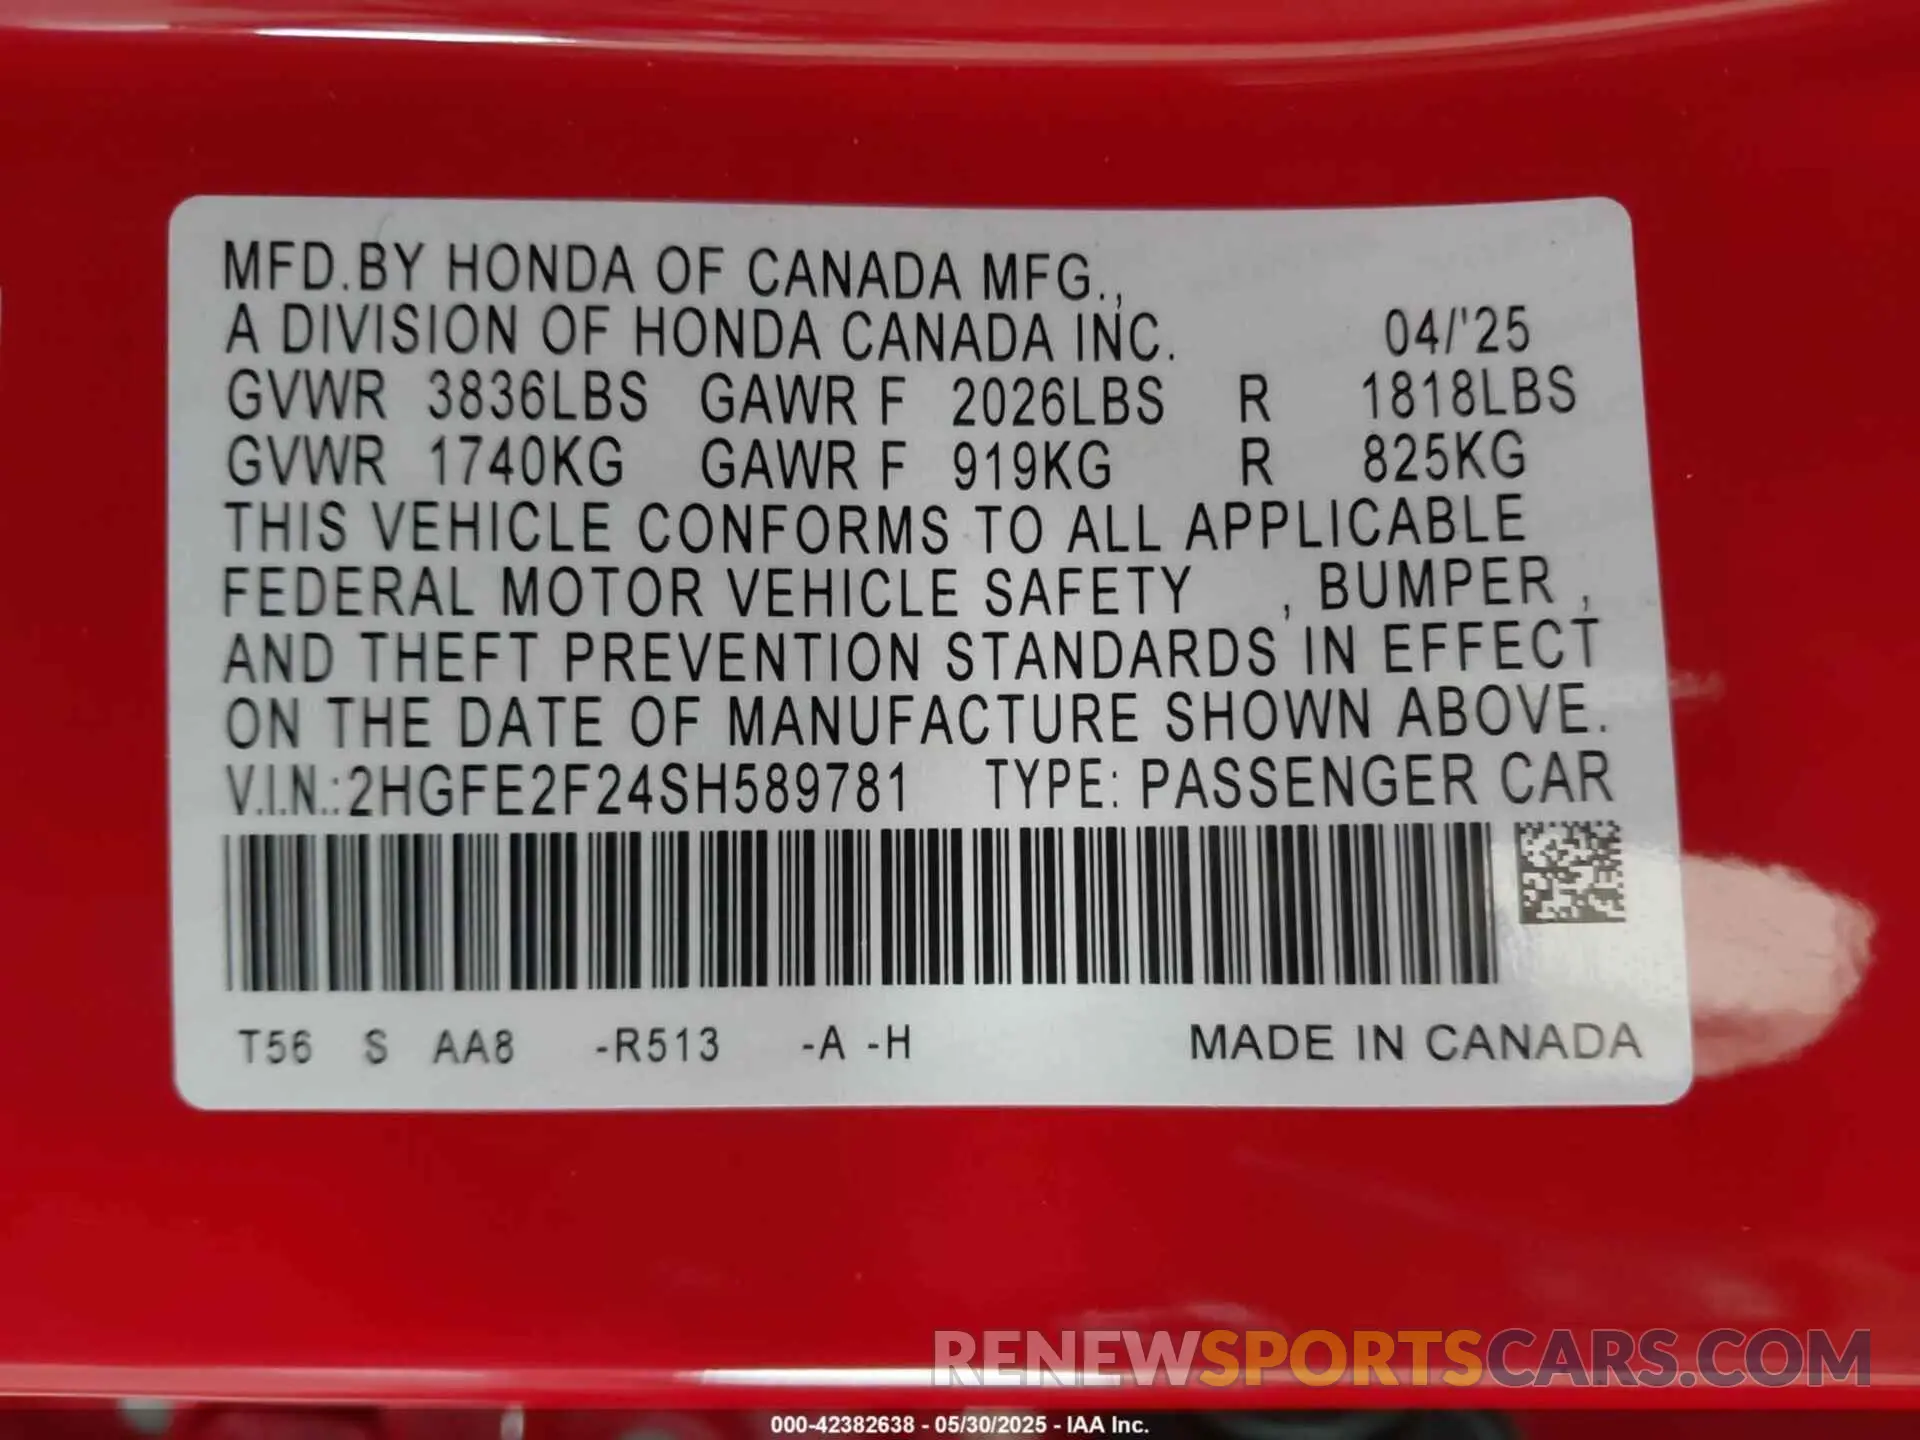 MFD.BY HONDA OF CANADA MFG.,
A DIVISION OF HONDA CANADA INC. 04/'25
GVWR 3836LBS GAWR F 2026LBS R 1818LBS
GVWR 1740KG GAWR F 919KG R 825KG
THIS VEHICLE CONFORMS TO ALL APPLICABLE
FEDERAL MOTOR VEHICLE SAFETY , BUMPER ,
AND THEFT PREVENTION STANDARDS IN EFFECT
ON THE DATE OF MANUFACTURE SHOWN ABOVE.
V.I.N.:2HGFE2F24SH589781 TYPE: PASSENGER CAR
T56 S AA8 -R513 -A -H MADE IN CANADA
RENEWSPORTSCARS.COM
000-42382638 - 05/30/2025 - IAA Inc.